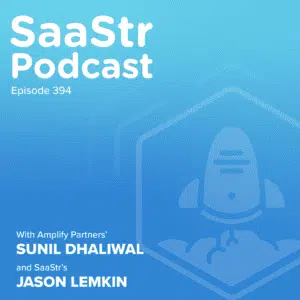 SaaStr
Podcast
Episode 394
With Amplify Partners'
SUNIL DHALIWAL
and SaaStr's
JASON LEMKIN